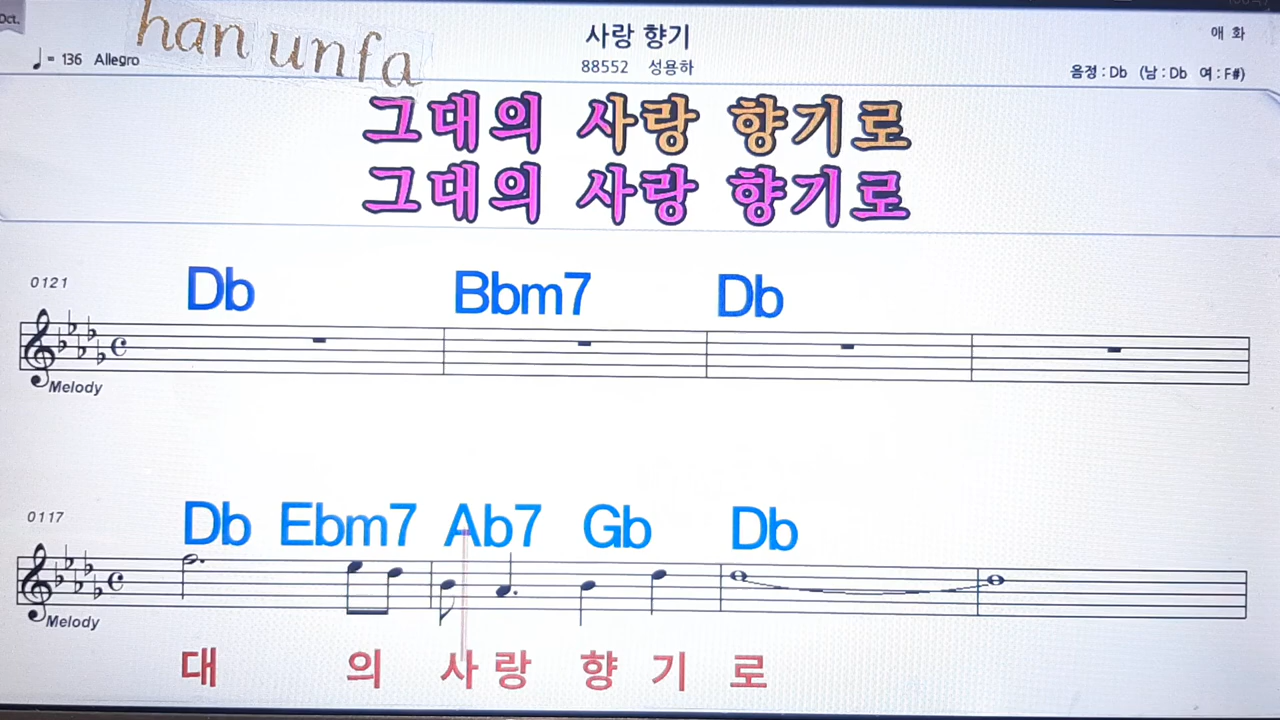 Oct.
han unfa
사랑 향기
애 화
♩= 136 Allegro
88552 성용하
음정 : Db (남 : Db 여 : F#)
그대의 사랑 향기로
그대의 사랑 향기로
0121
Db Bbm7 Db
Melody
0117
Db Ebm7 Ab7 Gb Db
Melody
대 의 사 랑 향 기 로